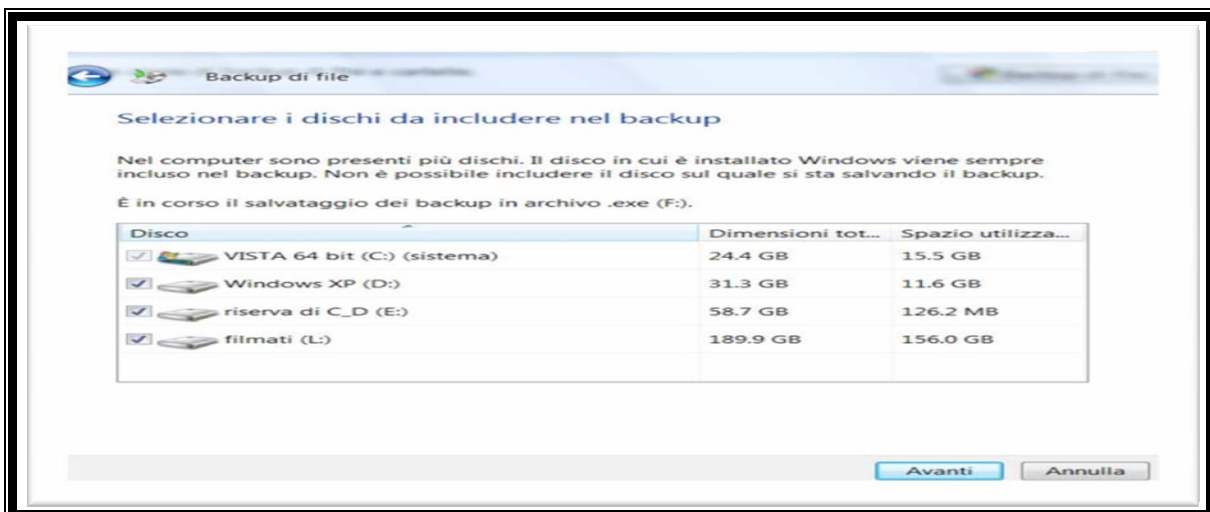 Backup di file
Selezionare i dischi da includere nel backup
Nel computer sono presenti più dischi. Il disco in cui è installato Windows viene sempre
incluso nel backup. Non è possibile includere il disco sul quale si sta salvando il backup.
È in corso il salvataggio dei backup in archivo .exe (F:).
Disco Dimensioni tot... Spazio utilizza...
VISTA 64 bit (C:) (sistema) 24.4 GB 15.5 GB
Windows XP (D:) 31.3 GB 11.6 GB
riserva di C_D (E:) 58.7 GB 126.2 MB
filmati (L:) 189.9 GB 156.0 GB
Avanti Annulla